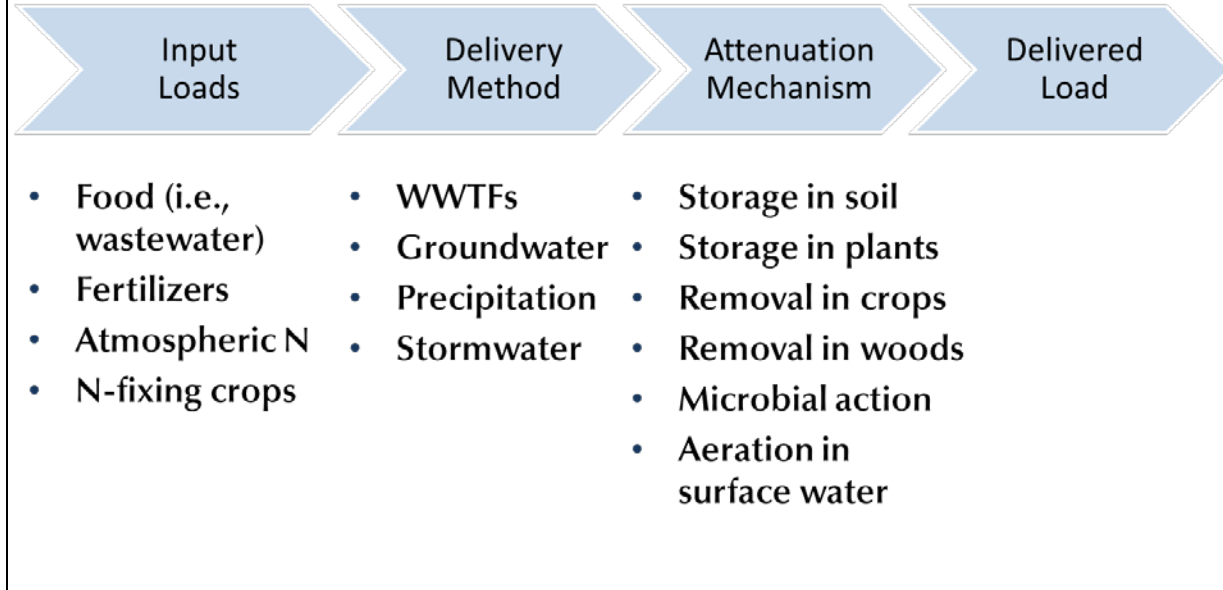 Input
Loads
Delivery
Method
Attenuation
Mechanism
Delivered
Load
• Food (i.e.,
wastewater)
• Fertilizers
• Atmospheric N
• N-fixing crops
• WWTFs
• Groundwater
• Precipitation
• Stormwater
• Storage in soil
• Storage in plants
• Removal in crops
• Removal in woods
• Microbial action
• Aeration in
surface water